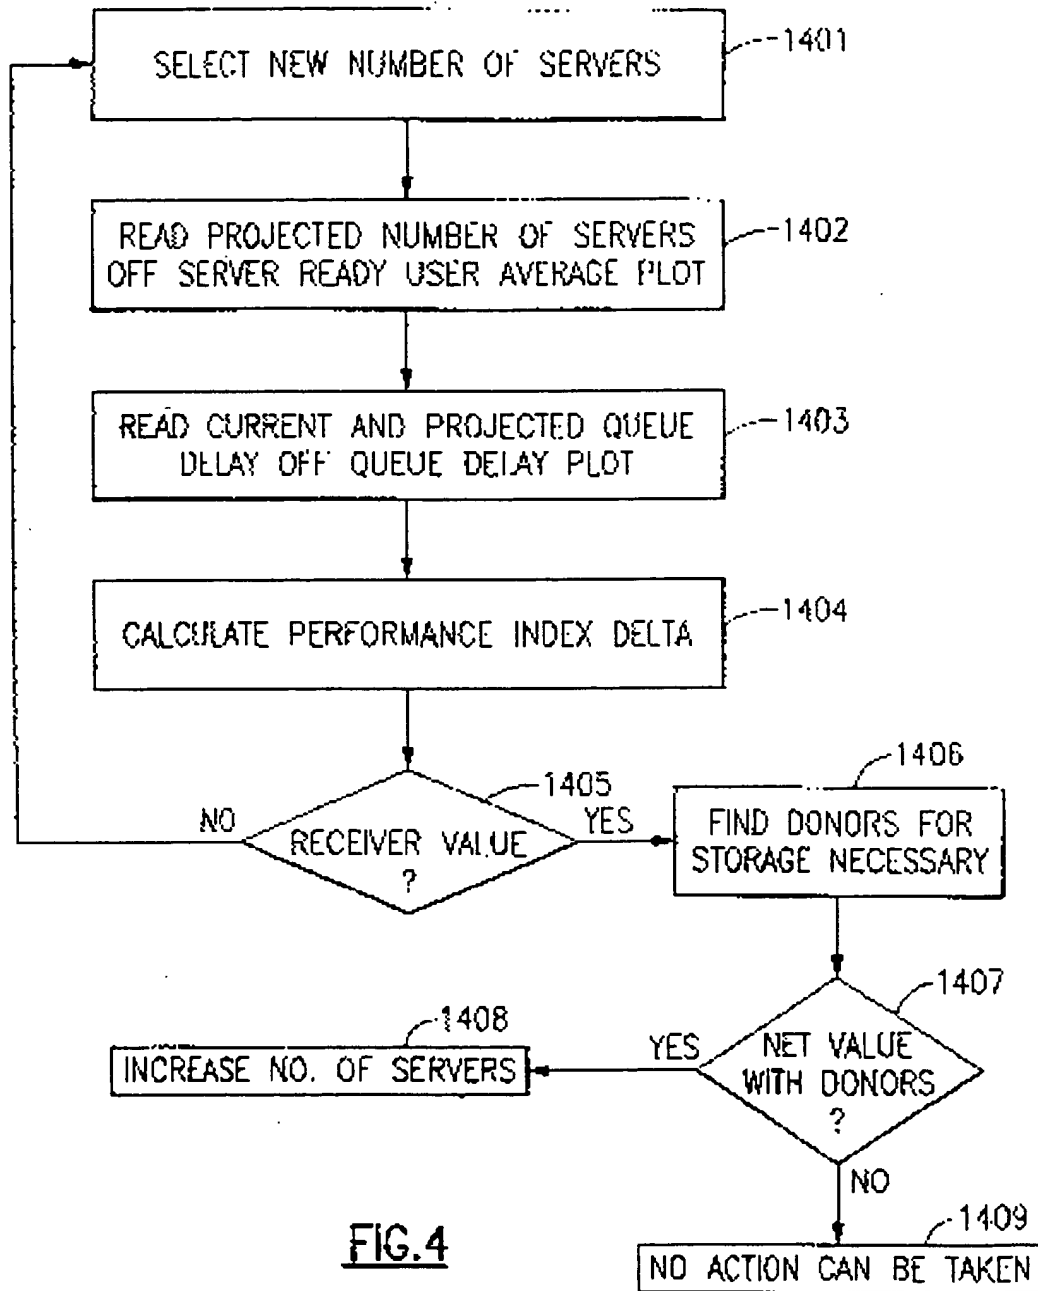 SELECT NEW NUMBER OF SERVERS
1401
READ PROJECTED NUMBER OF SERVERS
OFF SERVER READY USER AVERAGE PLOT
1402
READ CURRENT AND PROJECTED QUEUE
DELAY OFF QUEUE DELAY PLOT
1403
CALCULATE PERFORMANCE INDEX DELTA
1404
1405
NO
RECEIVER VALUE
?
YES
1406
FIND DONORS FOR
STORAGE NECESSARY
1407
NET VALUE
WITH DONORS
?
YES
1408
INCREASE NO. OF SERVERS
NO
1409
NO ACTION CAN BE TAKEN
FIG.4